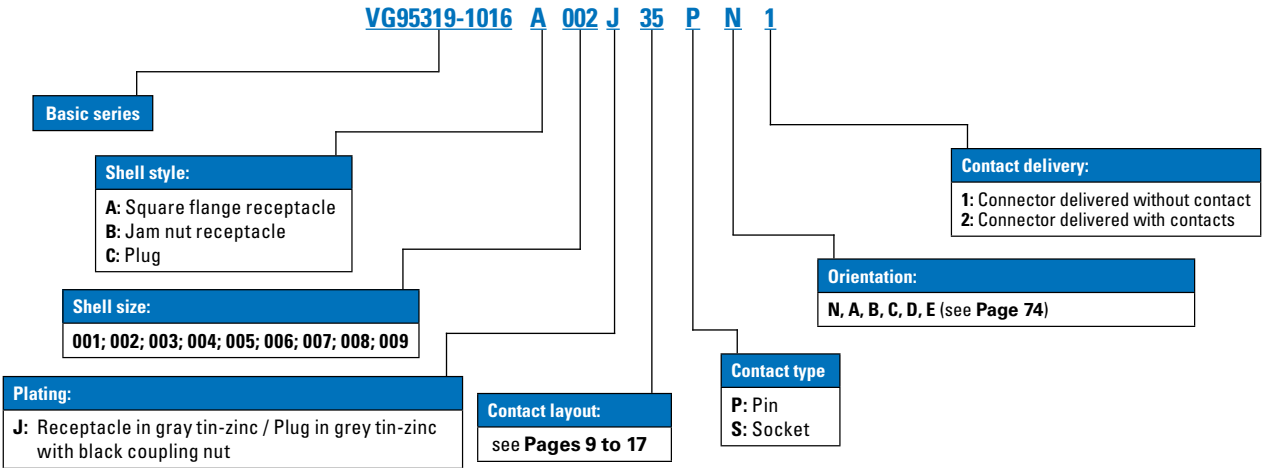 VG95319-1016 A 002 J 35 P N 1
Basic series
Shell style:
A: Square flange receptacle
B: Jam nut receptacle
C: Plug
Shell size:
001; 002; 003; 004; 005; 006; 007; 008; 009
Plating:
J: Receptacle in gray tin-zinc / Plug in grey tin-zinc
with black coupling nut
Contact layout:
see Pages 9 to 17
Contact type
P: Pin
S: Socket
Orientation:
N, A, B, C, D, E (see Page 74)
Contact delivery:
1: Connector delivered without contact
2: Connector delivered with contacts